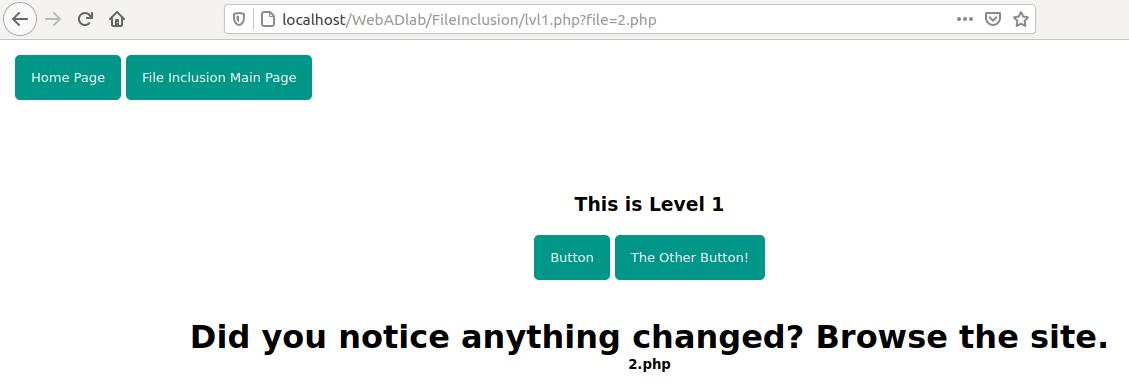 localhost/WebADlab/FileInclusion/lvl1.php?file=2.php
Home Page File Inclusion Main Page
This is Level 1
Button The Other Button!
Did you notice anything changed? Browse the site.
2.php